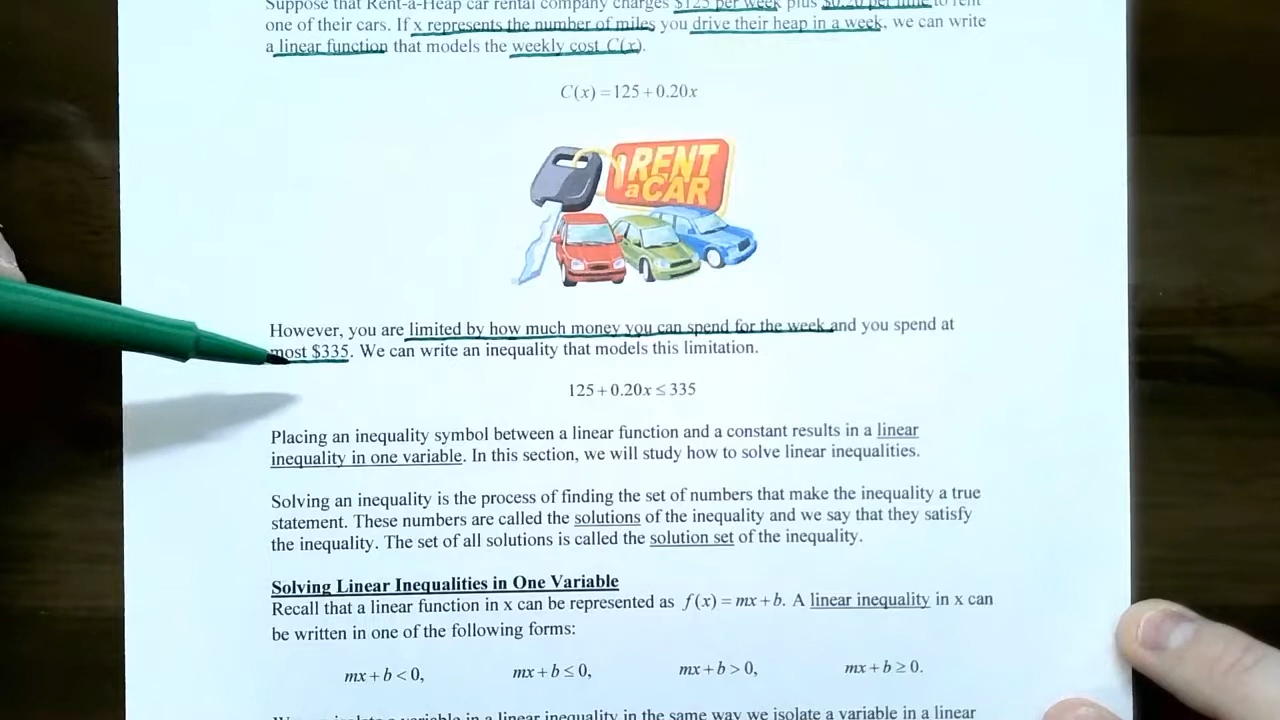 Suppose that Rent-a-Heap car rental company charges $125 per week plus $0.20 per mile to rent
one of their cars. If x represents the number of miles you drive their heap in a week, we can write
a linear function that models the weekly cost C(x).
C(x) = 125 + 0.20x
RENT
a CAR
However, you are limited by how much money you can spend for the week and you spend at
most $335. We can write an inequality that models this limitation.
125 + 0.20x ≤ 335
Placing an inequality symbol between a linear function and a constant results in a linear
inequality in one variable. In this section, we will study how to solve linear inequalities.
Solving an inequality is the process of finding the set of numbers that make the inequality a true
statement. These numbers are called the solutions of the inequality and we say that they satisfy
the inequality. The set of all solutions is called the solution set of the inequality.
Solving Linear Inequalities in One Variable
Recall that a linear function in x can be represented as f(x) = mx + b. A linear inequality in x can
be written in one of the following forms:
mx + b < 0, mx + b ≤ 0, mx + b > 0, mx + b ≥ 0.
We isolate a variable in a linear inequality in the same way we isolate a variable in a linear